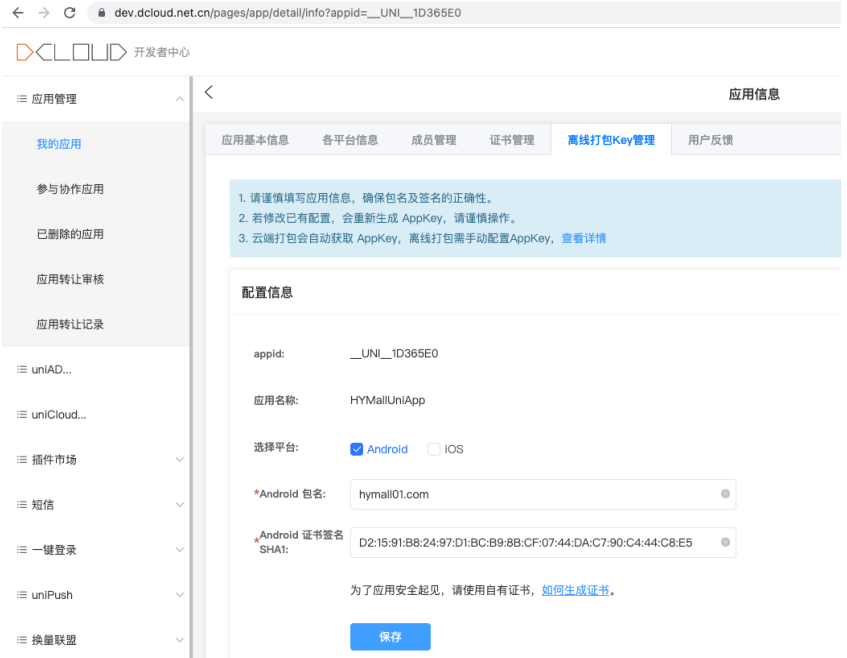 dev.dcloud.net.cn/pages/app/detail/info?appid=__UNI__1D365E0
DCLOUD 开发者中心
应用管理
我的应用
参与协作应用
已删除的应用
应用转让审核
应用转让记录
uniAD...
uniCloud...
插件市场
短信
一键登录
uniPush
换量联盟
应用信息
应用基本信息 各平台信息 成员管理 证书管理 离线打包Key管理 用户反馈
1. 请谨慎填写应用信息，确保包名及签名的正确性。
2. 若修改已有配置，会重新生成 AppKey，请谨慎操作。
3. 云端打包会自动获取 AppKey，离线打包需手动配置AppKey，查看详情
配置信息
appid: __UNI__1D365E0
应用名称: HYMallUniApp
选择平台: Android iOS
*Android 包名: hymall01.com
*Android 证书签名
SHA1: D2:15:91:B8:24:97:D1:BC:B9:8B:CF:07:44:DA:C7:90:C4:44:C8:E5
为了应用安全起见，请使用自有证书，如何生成证书。
保存